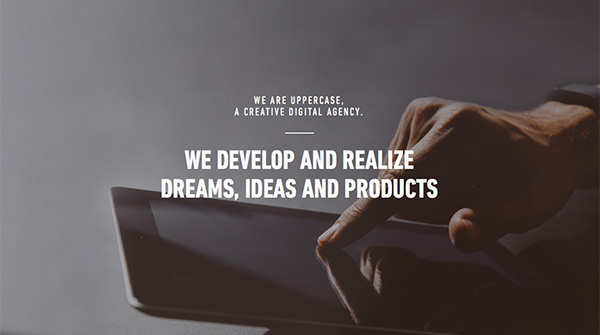 WE ARE UPPERCASE,
A CREATIVE DIGITAL AGENCY.
WE DEVELOP AND REALIZE
DREAMS, IDEAS AND PRODUCTS